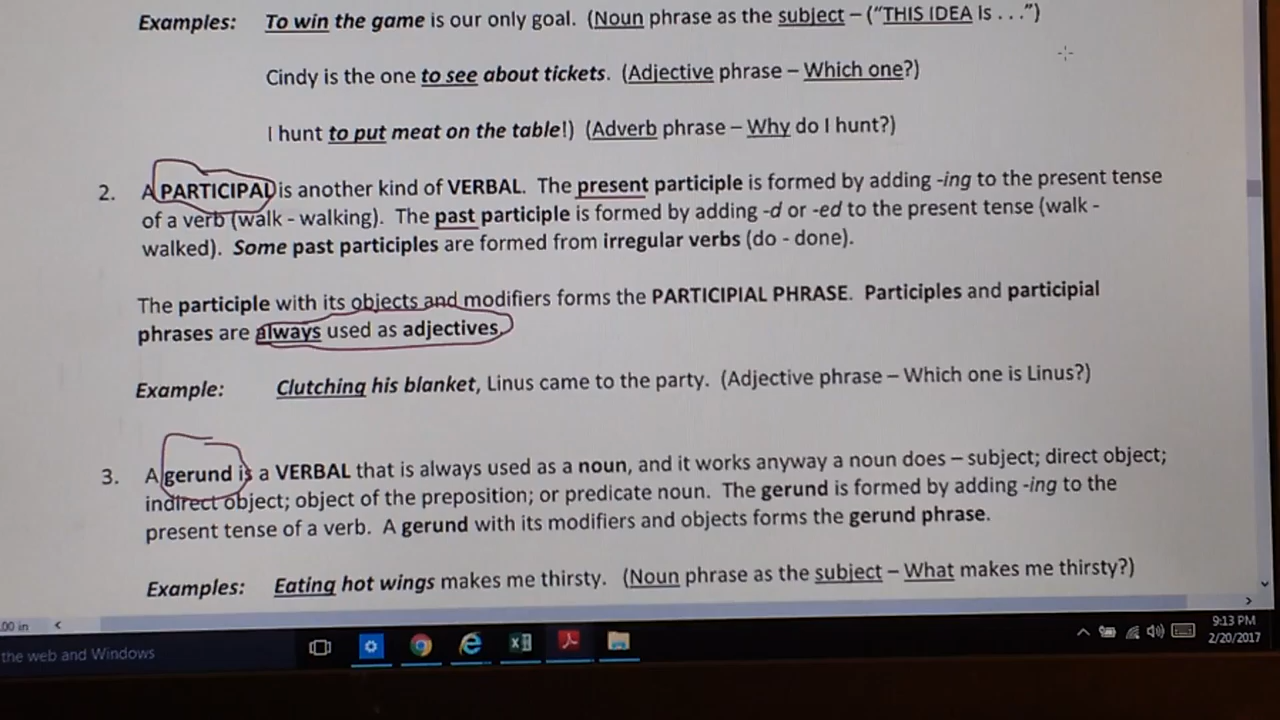 Examples: To win the game is our only goal. (Noun phrase as the subject – ("THIS IDEA Is . . .")
Cindy is the one to see about tickets. (Adjective phrase – Which one?)
I hunt to put meat on the table!) (Adverb phrase – Why do I hunt?)
2. A PARTICIPAL is another kind of VERBAL. The present participle is formed by adding -ing to the present tense
of a verb (walk - walking). The past participle is formed by adding -d or -ed to the present tense (walk -
walked). Some past participles are formed from irregular verbs (do - done).
The participle with its objects and modifiers forms the PARTICIPIAL PHRASE. Participles and participial
phrases are always used as adjectives.
Example: Clutching his blanket, Linus came to the party. (Adjective phrase – Which one is Linus?)
3. A gerund is a VERBAL that is always used as a noun, and it works anyway a noun does – subject; direct object;
indirect object; object of the preposition; or predicate noun. The gerund is formed by adding -ing to the
present tense of a verb. A gerund with its modifiers and objects forms the gerund phrase.
Examples: Eating hot wings makes me thirsty. (Noun phrase as the subject – What makes me thirsty?)
.00 in
9:13 PM
the web and Windows
2/20/2017